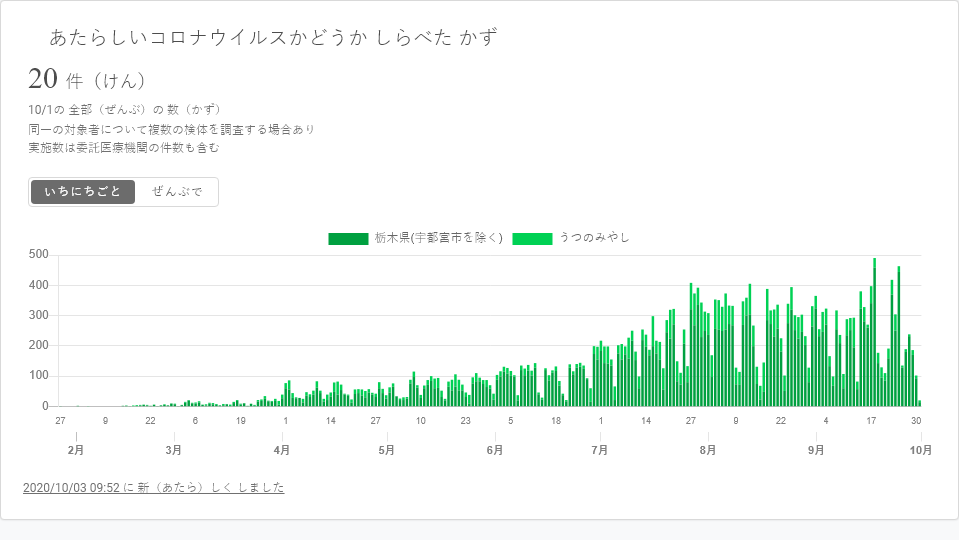 あたらしいコロナウイルスかどうか しらべた かず
20 件（けん）
10/1の 全部（ぜんぶ）の 数（かず）
同一の対象者について複数の検体を調査する場合あり
実施数は委託医療機関の件数も含む
いちにちごと ぜんぶで
栃木県(宇都宮市を除く) うつのみやし
500
400
300
200
100
0
27 9 22 6 19 1 14 27 10 23 5 18 1 14 27 9 22 4 17 30
2月 3月 4月 5月 6月 7月 8月 9月 10月
2020/10/03 09:52 に 新（あたら）しく しました